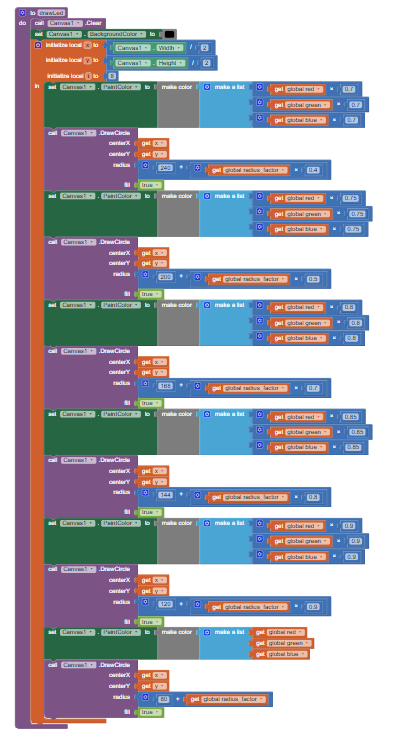 to drawLed
do call Canvas1 .Clear
set Canvas1 . BackgroundColor to
initialize local x to Canvas1 . Width / 2
initialize local y to Canvas1 . Height / 2
initialize local i to
in set Canvas1 . PaintColor to make color make a list get global red × 0.7
get global green × 0.7
get global blue × 0.7
call Canvas1 .DrawCircle
centerX get x
centerY get y
radius + get global radius_factor × 0.4
fill true
set Canvas1 . PaintColor to make color make a list get global red × 0.75
get global green × 0.75
get global blue × 0.75
call Canvas1 .DrawCircle
centerX get x
centerY get y
radius + get global radius_factor × 0.5
fill true
set Canvas1 . PaintColor to make color make a list get global red × 0.8
get global green × 0.8
get global blue × 0.8
call Canvas1 .DrawCircle
centerX get x
centerY get y
radius 168 + get global radius_factor × 0.7
fill true
set Canvas1 . PaintColor to make color make a list get global red × 0.85
get global green × 0.85
get global blue × 0.85
call Canvas1 .DrawCircle
centerX get x
centerY get y
radius 144 + get global radius_factor × 0.8
fill true
set Canvas1 . PaintColor to make color make a list get global red × 0.9
get global green × 0.9
get global blue × 0.9
call Canvas1 .DrawCircle
centerX get x
centerY get y
radius 120 + get global radius_factor × 0.9
fill true
set Canvas1 . PaintColor to make color make a list get global red
get global green
get global blue
call Canvas1 .DrawCircle
centerX get x
centerY get y
radius 80 + get global radius_factor
fill true